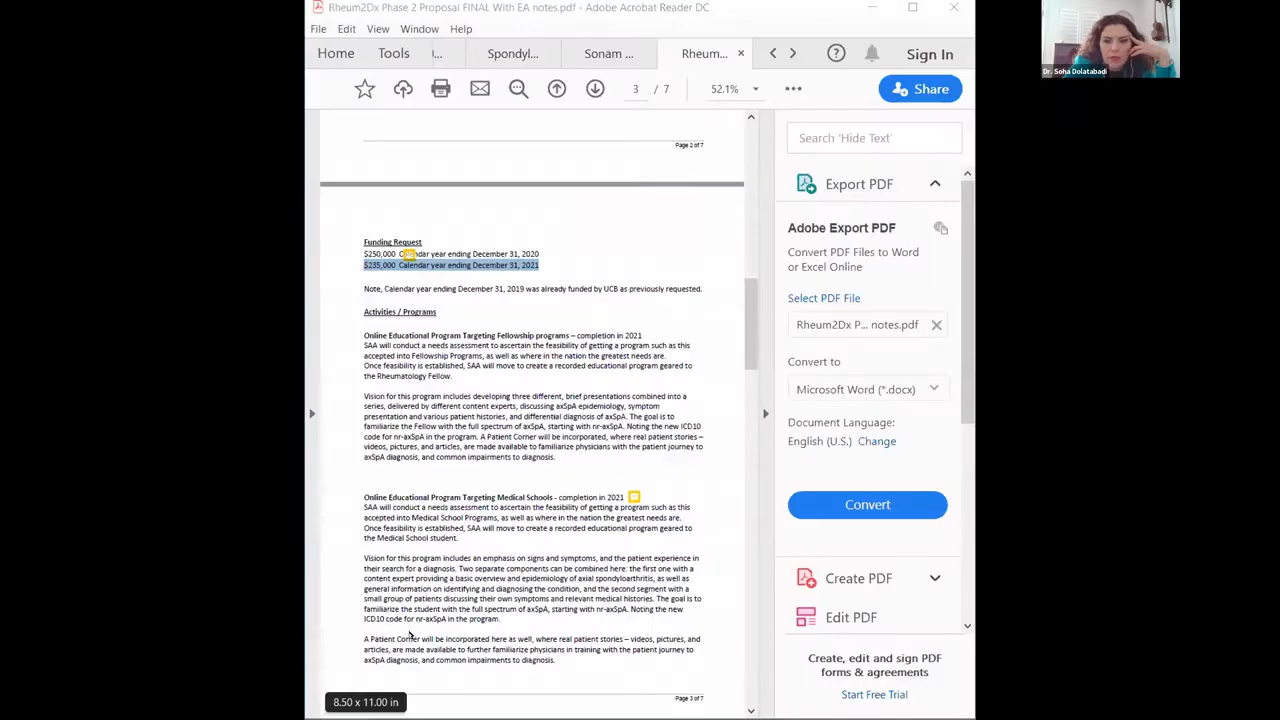 Rheum2Dx Phase 2 Proposal FINAL With EA notes.pdf - Adobe Acrobat Reader DC
File Edit View Window Help
Home Tools ... Spondyl... Sonam ... Rheum... × Sign In
3 / 7 52.1% Share
Page 2 of 7
Funding Request
$250,000 Calendar year ending December 31, 2020
$235,000 Calendar year ending December 31, 2021
Note, Calendar year ending December 31, 2019 was already funded by UCB as previously requested.
Activities / Programs
Online Educational Program Targeting Fellowship programs – completion in 2021
SAA will conduct a needs assessment to ascertain the feasibility of getting a program such as this
accepted into Fellowship Programs, as well as where in the nation the greatest needs are.
Once feasibility is established, SAA will move to create a recorded educational program geared to
the Rheumatology Fellow.
Vision for this program includes developing three different, brief presentations combined into a
series, delivered by different content experts, discussing axSpA epidemiology, symptom
presentation and various patient histories, and differential diagnosis of axSpA. The goal is to
familiarize the Fellow with the full spectrum of axSpA, starting with nr-axSpA. Noting the new ICD10
code for nr-axSpA in the program. A Patient Corner will be incorporated, where real patient stories –
videos, pictures, and articles, are made available to familiarize physicians with the patient journey to
axSpA diagnosis, and common impairments to diagnosis.
Online Educational Program Targeting Medical Schools - completion in 2021
SAA will conduct a needs assessment to ascertain the feasibility of getting a program such as this
accepted into Medical School Programs, as well as where in the nation the greatest needs are.
Once feasibility is established, SAA will move to create a recorded educational program geared to
the Medical School student.
Vision for this program includes an emphasis on signs and symptoms, and the patient experience in
their search for a diagnosis. Two separate components can be combined here: the first one with a
content expert providing a basic overview and epidemiology of axial spondyloarthritis, as well as
general information on identifying and diagnosing the condition, and the second segment with a
small group of patients discussing their own symptoms and relevant medical histories. The goal is to
familiarize the student with the full spectrum of axSpA, starting with nr-axSpA. Noting the new
ICD10 code for nr-axSpA in the program.
A Patient Corner will be incorporated here as well, where real patient stories – videos, pictures, and
articles, are made available to further familiarize physicians in training with the patient journey to
axSpA diagnosis, and common impairments to diagnosis.
Page 3 of 7
8.50 x 11.00 in
Search 'Hide Text'
Export PDF
Adobe Export PDF
Convert PDF Files to Word
or Excel Online
Select PDF File
Rheum2Dx P... notes.pdf
Convert to
Microsoft Word (*.docx)
Document Language:
English (U.S.) Change
Convert
Create PDF
Edit PDF
Create, edit and sign PDF
forms & agreements
Start Free Trial
Dr. Soha Dolatabadi